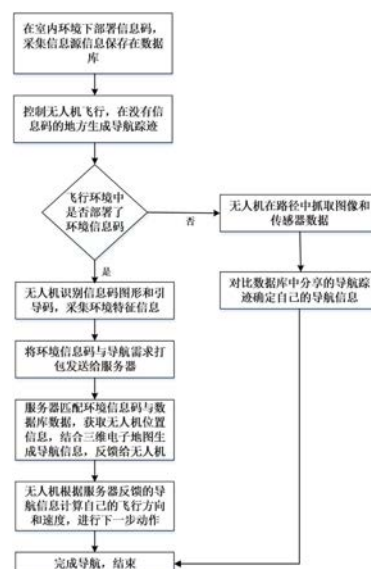 在室内环境下部署信息码，
采集信息源信息保存在数据
库
控制无人机飞行，在没有信
息码的地方生成导航踪迹
飞行环境中
是否部署了
环境信息码
否
是
无人机在路径中抓取图像和
传感器数据
对比数据库中分享的导航踪
迹确定自己的导航信息
无人机识别信息码图形和引
导码，采集环境特征信息
将环境信息码与导航需求打
包发送给服务器
服务器匹配环境信息码与数
据库数据，获取无人机位置
信息，结合三维电子地图生
成导航信息，反馈给无人机
无人机根据服务器反馈的导
航信息计算自己的飞行方向
和速度，进行下一步动作
完成导航，结束